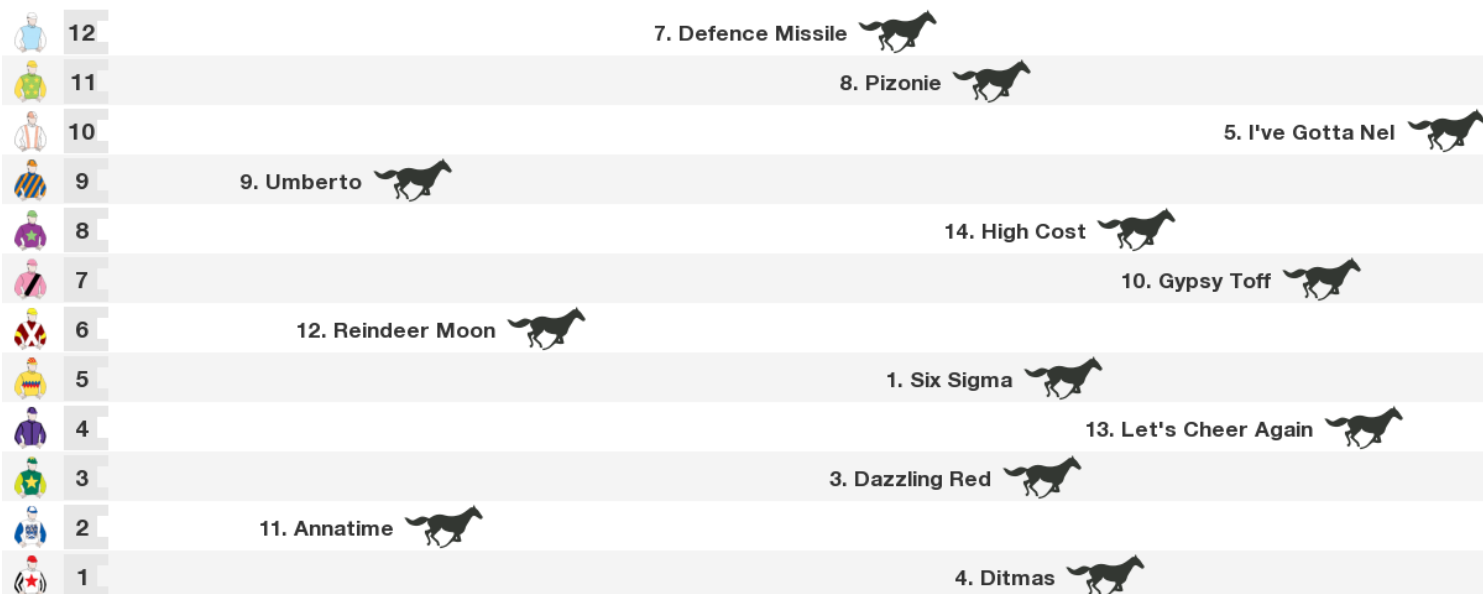 12 7. Defence Missile
11 8. Pizonie
10 5. I've Gotta Nel
9 9. Umberto
8 14. High Cost
7 10. Gypsy Toff
6 12. Reindeer Moon
5 1. Six Sigma
4 13. Let's Cheer Again
3 3. Dazzling Red
2 11. Annatime
1 4. Ditmas